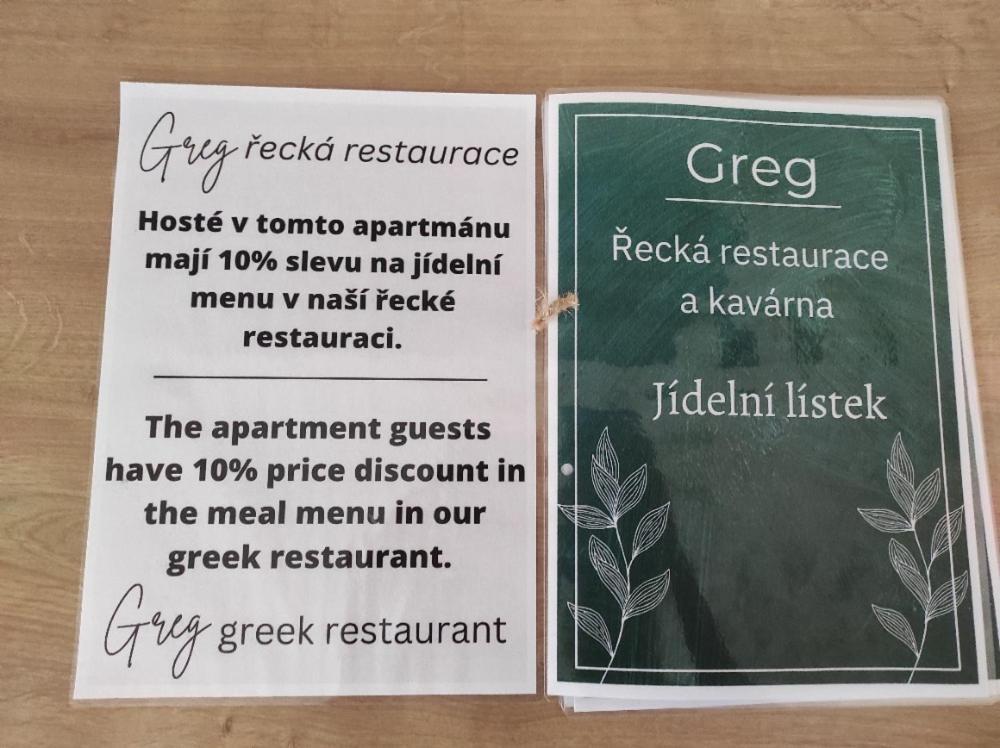 Greg řecká restaurace
Hosté v tomto apartmánu
mají 10% slevu na jídelní
menu v naší řecké
restauraci.
The apartment guests
have 10% price discount in
the meal menu in our
greek restaurant.
Greg greek restaurant
Greg
Řecká restaurace
a kavárna
Jídelní lístek